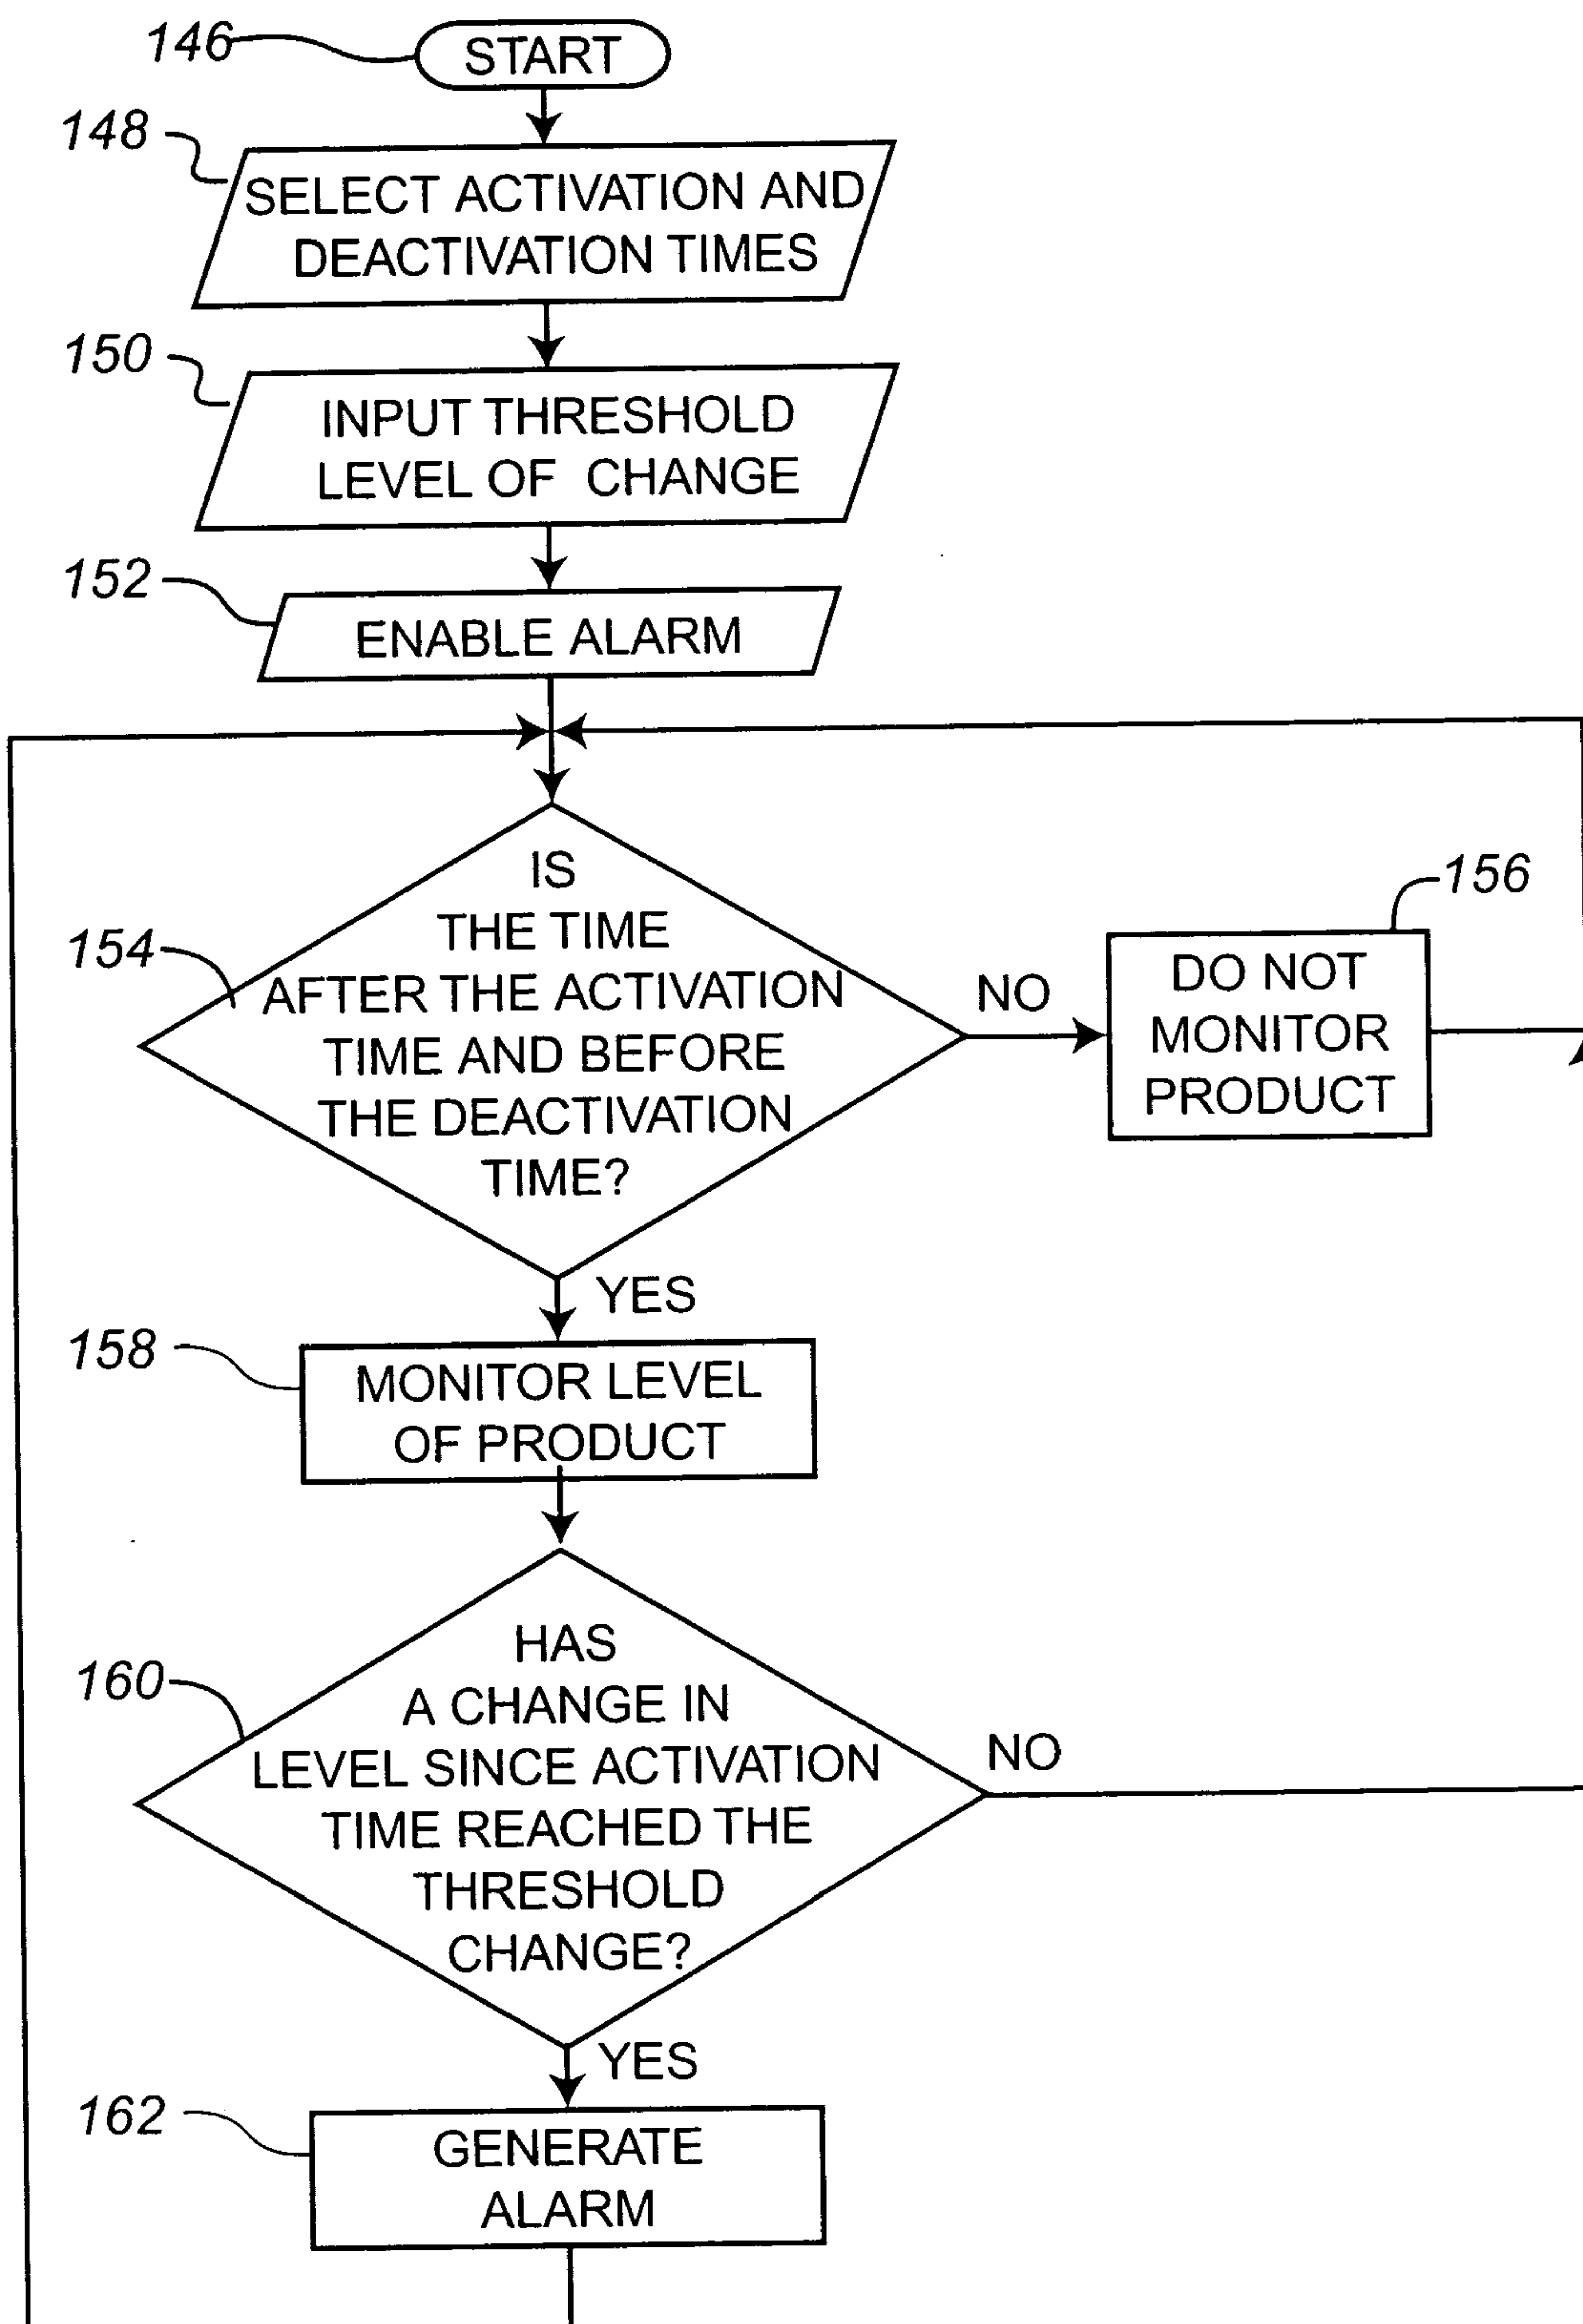 146
START
148
SELECT ACTIVATION AND
DEACTIVATION TIMES
150
INPUT THRESHOLD
LEVEL OF CHANGE
152
ENABLE ALARM
154
IS
THE TIME
AFTER THE ACTIVATION
TIME AND BEFORE
THE DEACTIVATION
TIME?
NO
156
DO NOT
MONITOR
PRODUCT
YES
158
MONITOR LEVEL
OF PRODUCT
160
HAS
A CHANGE IN
LEVEL SINCE ACTIVATION
TIME REACHED THE
THRESHOLD
CHANGE?
NO
YES
162
GENERATE
ALARM